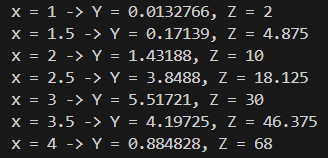 x = 1 -> Y = 0.0132766, Z = 2
x = 1.5 -> Y = 0.17139, Z = 4.875
x = 2 -> Y = 1.43188, Z = 10
x = 2.5 -> Y = 3.8488, Z = 18.125
x = 3 -> Y = 5.51721, Z = 30
x = 3.5 -> Y = 4.19725, Z = 46.375
x = 4 -> Y = 0.884828, Z = 68